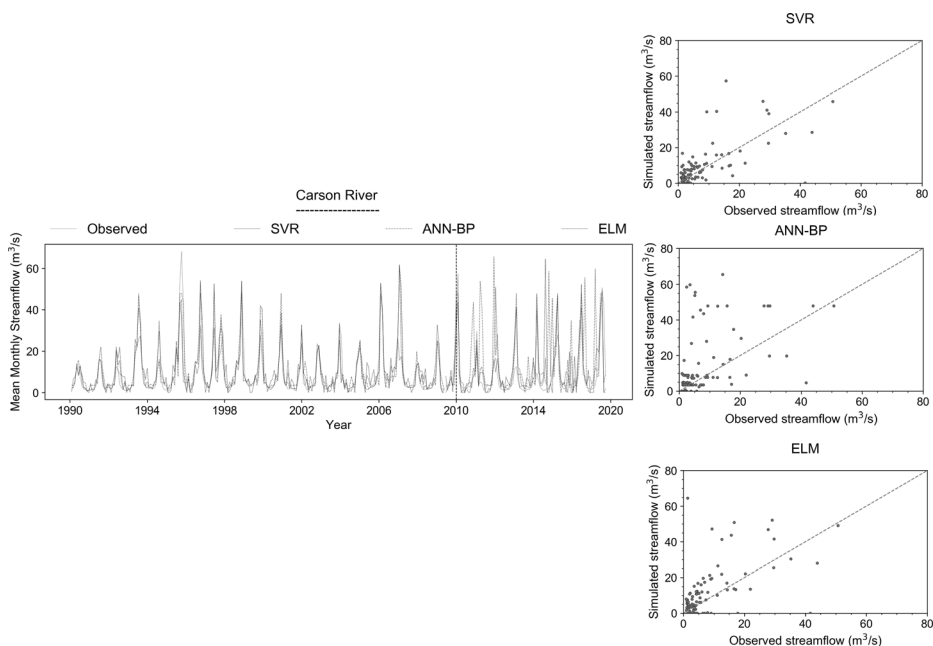 Carson River
Observed SVR ANN-BP ELM
Mean Monthly Streamflow (m³/s)
60
40
20
0
1990 1994 1998 2002 2006 2010 2014 2020
Year
SVR
Simulated streamflow (m³/s)
80
60
40
20
0
0 20 40 60 80
Observed streamflow (m³/s)
ANN-BP
Simulated streamflow (m³/s)
80
60
40
20
0
0 20 40 60 80
Observed streamflow (m³/s)
ELM
Simulated streamflow (m³/s)
80
60
40
20
0
0 20 40 60 80
Observed streamflow (m³/s)